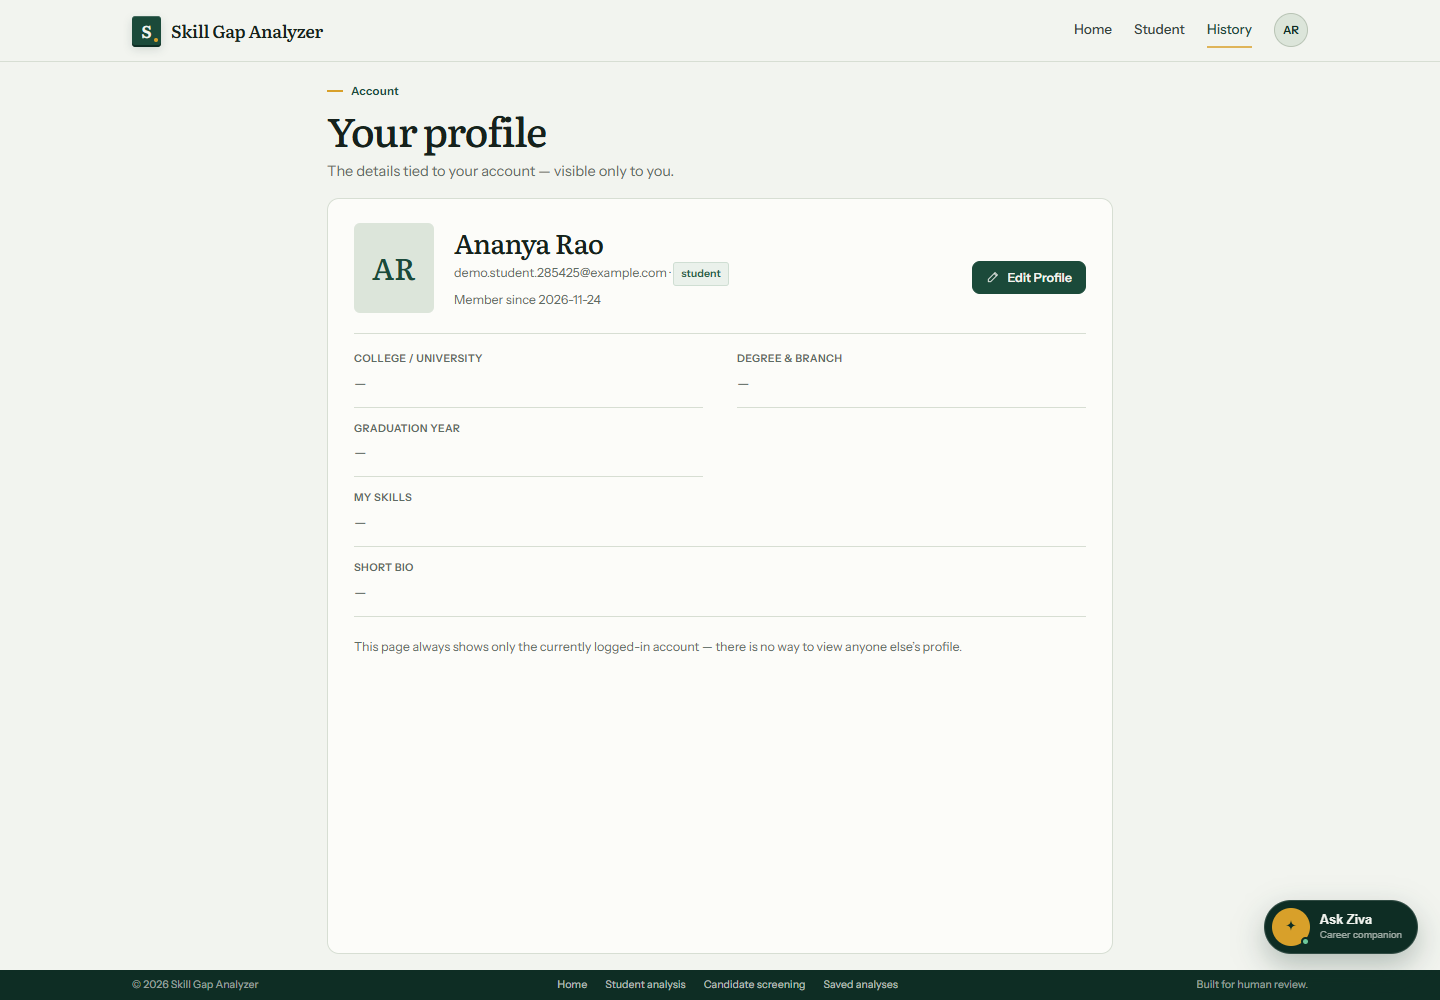 S. Skill Gap Analyzer
Home Student History AR
Account
Your profile
The details tied to your account — visible only to you.
AR
Ananya Rao
demo.student.285425@example.com · student
Member since 2026-11-24
Edit Profile
COLLEGE / UNIVERSITY
—
DEGREE & BRANCH
—
GRADUATION YEAR
—
MY SKILLS
—
SHORT BIO
—
This page always shows only the currently logged-in account — there is no way to view anyone else's profile.
Ask Ziva
Career companion
© 2026 Skill Gap Analyzer
Home Student analysis Candidate screening Saved analyses
Built for human review.